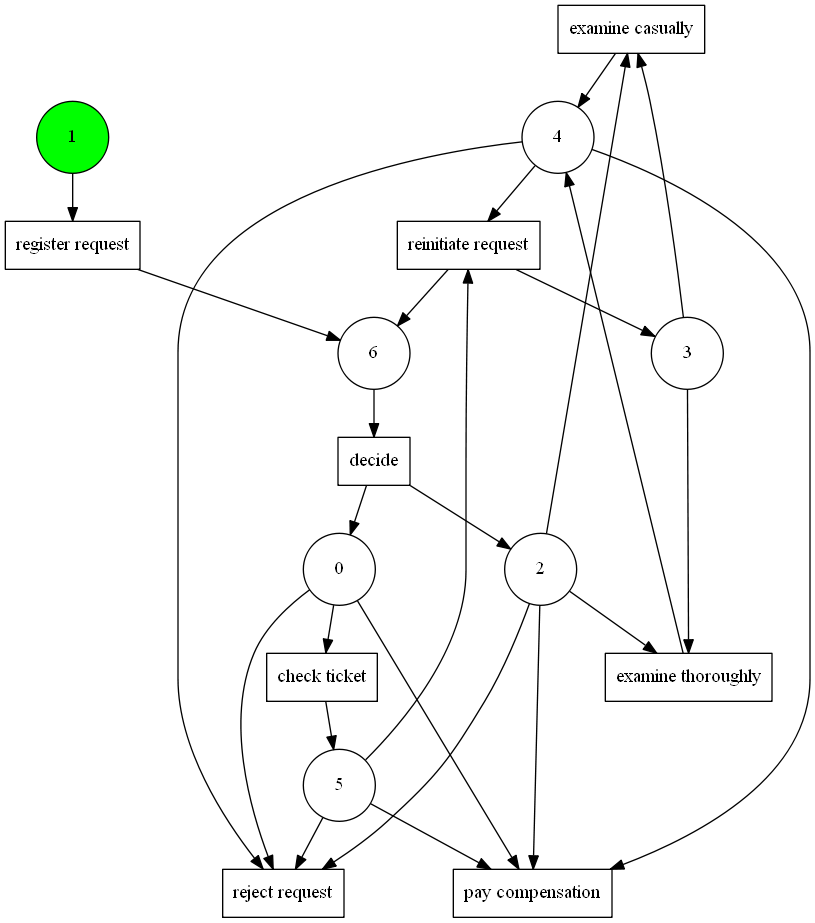 examine casually
1
4
register request
reinitiate request
6
3
decide
0
2
check ticket
examine thoroughly
5
reject request
pay compensation